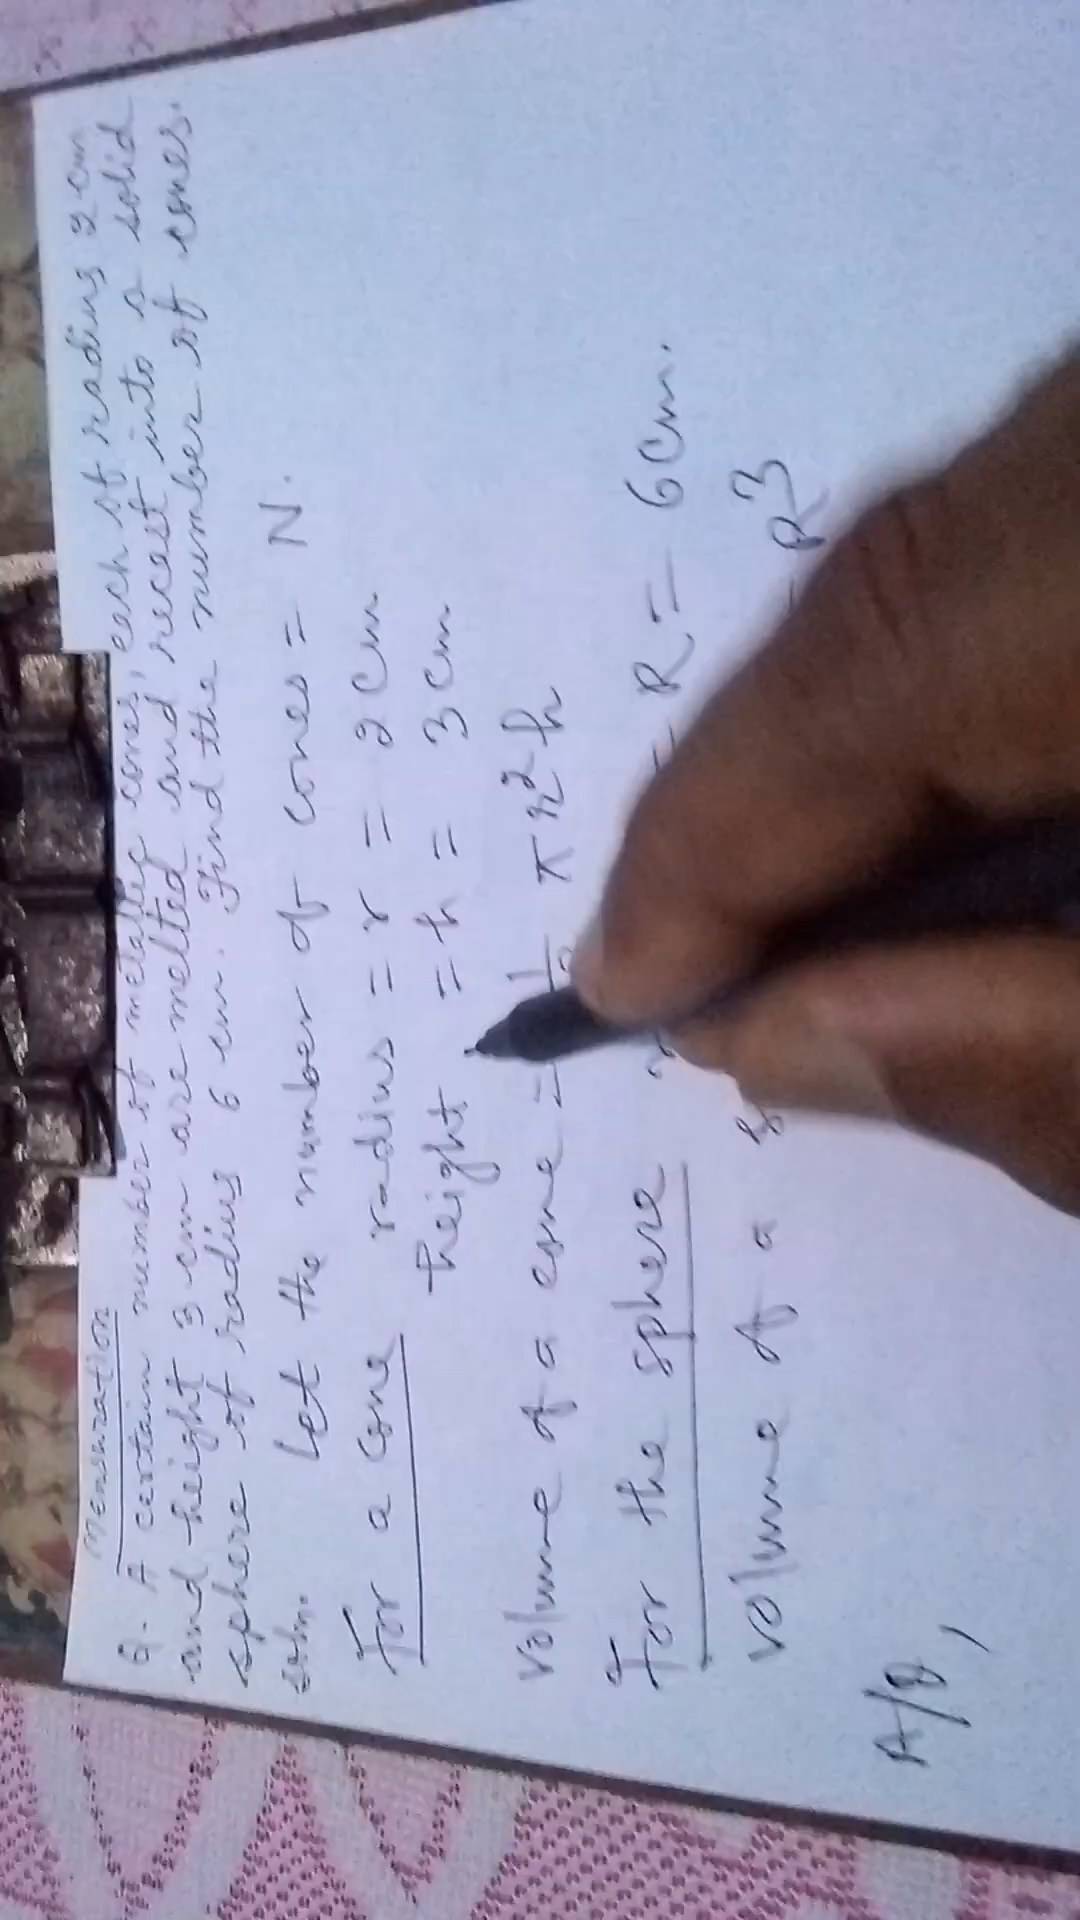 Mensuration
Q. A certain number of metallic cones, each of radius 2 cm
and height 3 cm are melted and recast into a solid
sphere of radius 6 cm. Find the number of cones.
soln. Let the number of cones = N.
For a cone radius = r = 2 cm
height = h = 3 cm
Volume of a cone = 1 πr²h
For the sphere = R = 6 cm.
Volume of a R³
A/q,